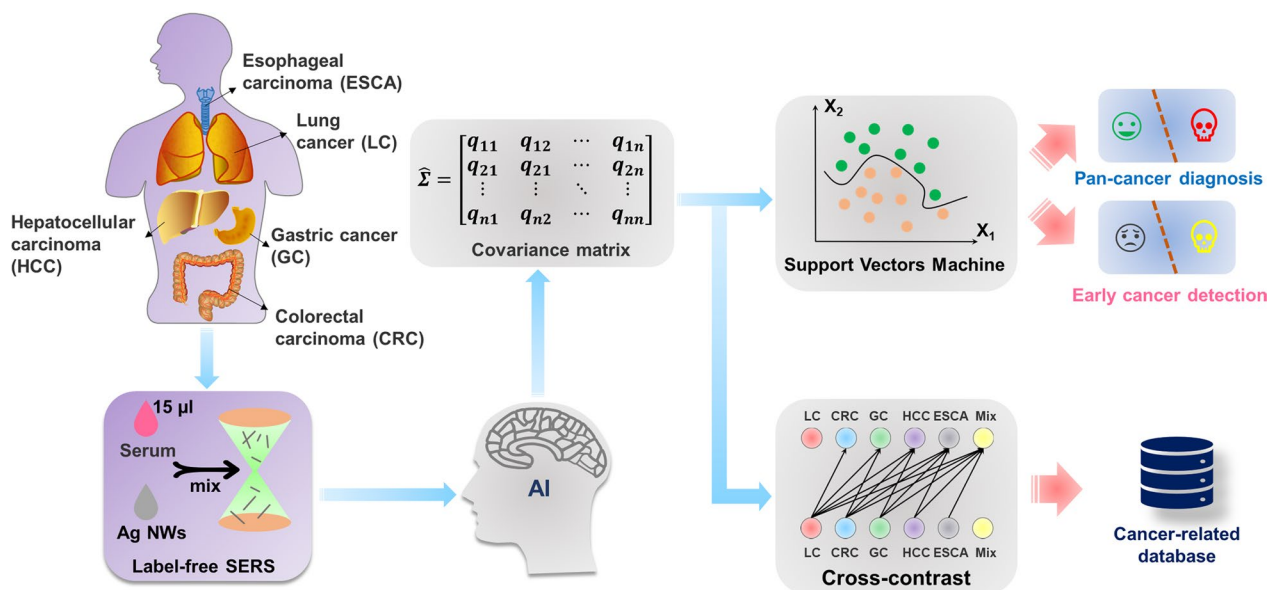 Esophageal
carcinoma (ESCA)
Lung
cancer (LC)
Hepatocellular
carcinoma
(HCC)
Gastric cancer
(GC)
Colorectal
carcinoma (CRC)
15 μl
Serum
mix
Ag NWs
Label-free SERS
AI
Σ̂ = [q11 q12 ⋯ q1n
q21 q21 ⋯ q2n
⋮ ⋮ ⋱ ⋮
qn1 qn2 ⋯ qnn]
Covariance matrix
X2
X1
Support Vectors Machine
Pan-cancer diagnosis
Early cancer detection
LC CRC GC HCC ESCA Mix
LC CRC GC HCC ESCA Mix
Cross-contrast
Cancer-related
database